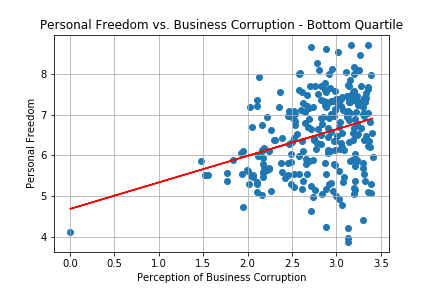 Personal Freedom vs. Business Corruption - Bottom Quartile
Personal Freedom
8
7
6
5
4
0.0 0.5 1.0 1.5 2.0 2.5 3.0 3.5
Perception of Business Corruption